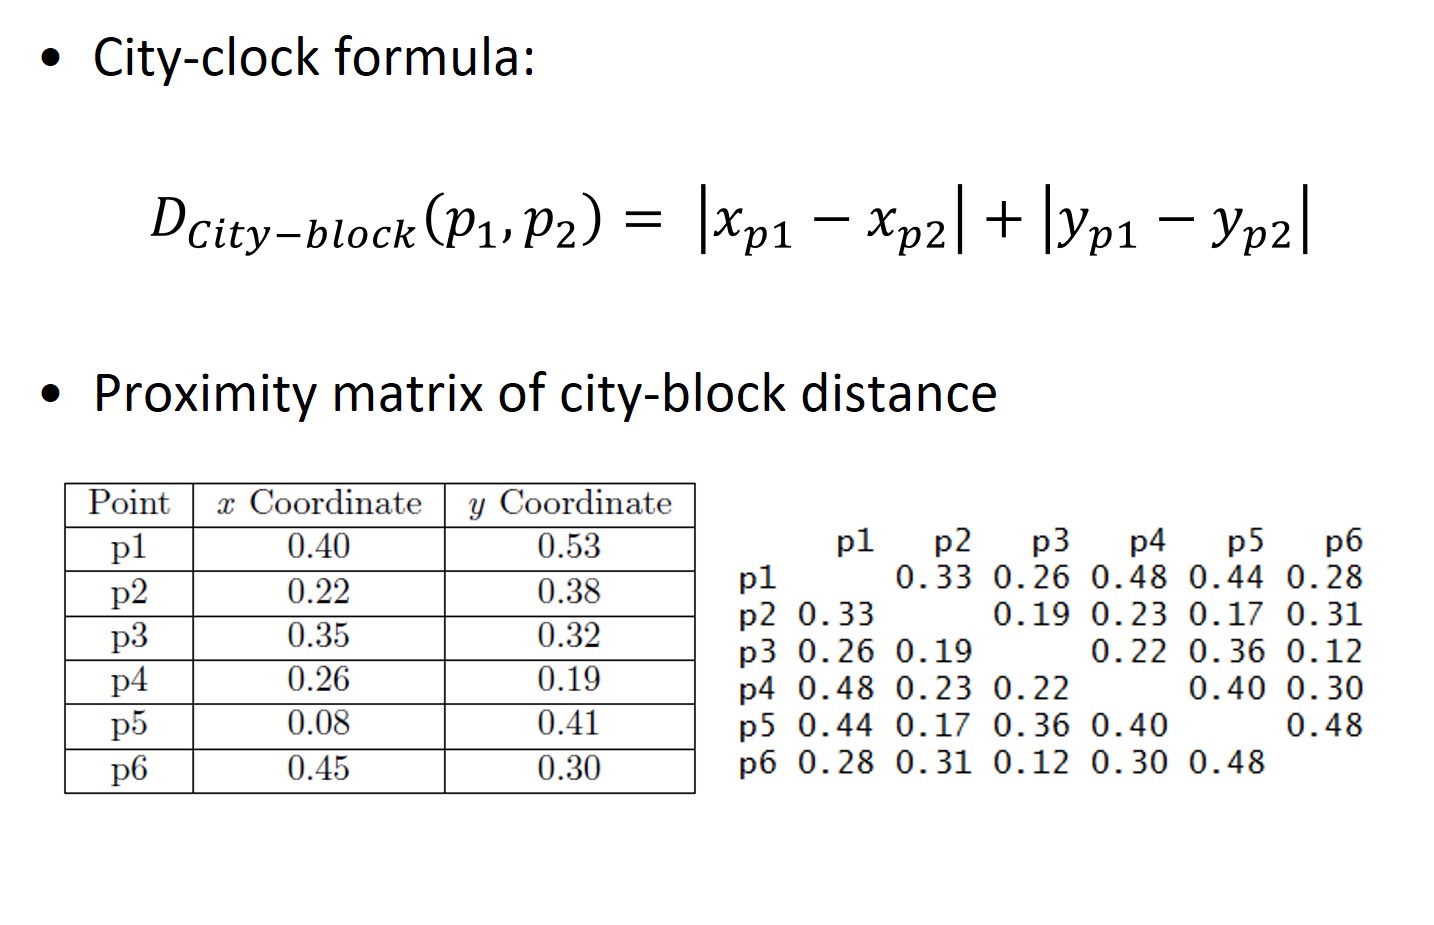 • City-clock formula:
D_{City-block}(p_1, p_2) = |x_{p1} − x_{p2}| + |y_{p1} − y_{p2}|
• Proximity matrix of city-block distance
Point x Coordinate y Coordinate
p1 0.40 0.53
p2 0.22 0.38
p3 0.35 0.32
p4 0.26 0.19
p5 0.08 0.41
p6 0.45 0.30
p1 p2 p3 p4 p5 p6
p1 0.33 0.26 0.48 0.44 0.28
p2 0.33 0.19 0.23 0.17 0.31
p3 0.26 0.19 0.22 0.36 0.12
p4 0.48 0.23 0.22 0.40 0.30
p5 0.44 0.17 0.36 0.40 0.48
p6 0.28 0.31 0.12 0.30 0.48